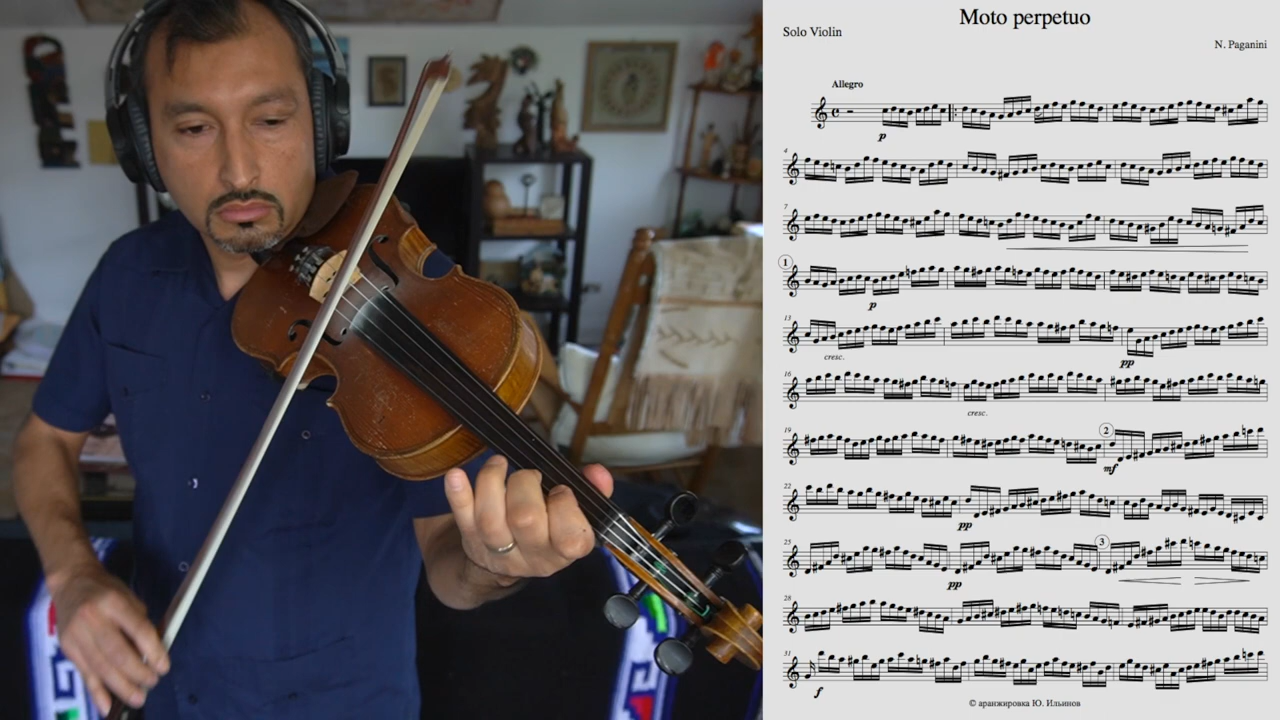 Moto perpetuo
Solo Violin
N. Paganini
Allegro
p
4
7
1
p
13
cresc.
pp
16
cresc.
19
2
mf
22
pp
25
3
pp
28
31
f
© аранжировка Ю. Ильинов